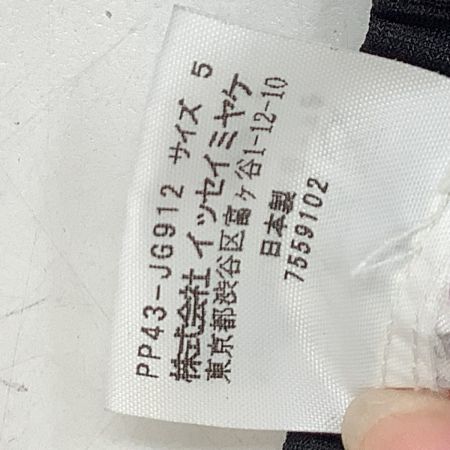 PP43-JG912 サイズ 5
株式会社 イッセイミヤケ
東京都渋谷区富ヶ谷1-12-10
日本製
7559102